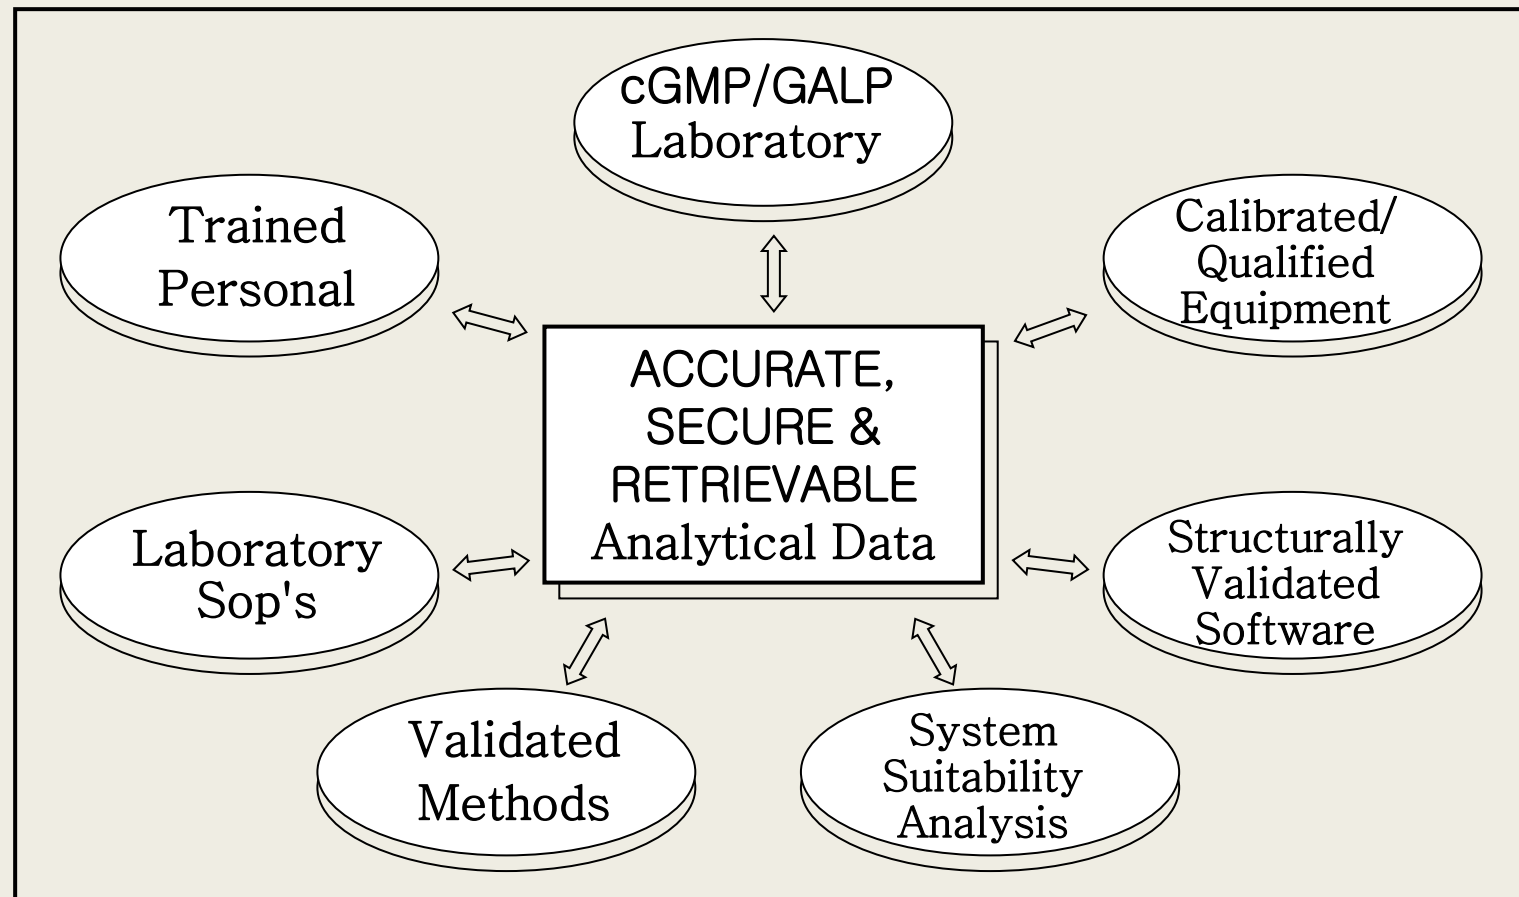 cGMP/GALP
Laboratory
Trained
Personal
Calibrated/
Qualified
Equipment
ACCURATE,
SECURE &
RETRIEVABLE
Analytical Data
Laboratory
Sop's
Structurally
Validated
Software
Validated
Methods
System
Suitability
Analysis